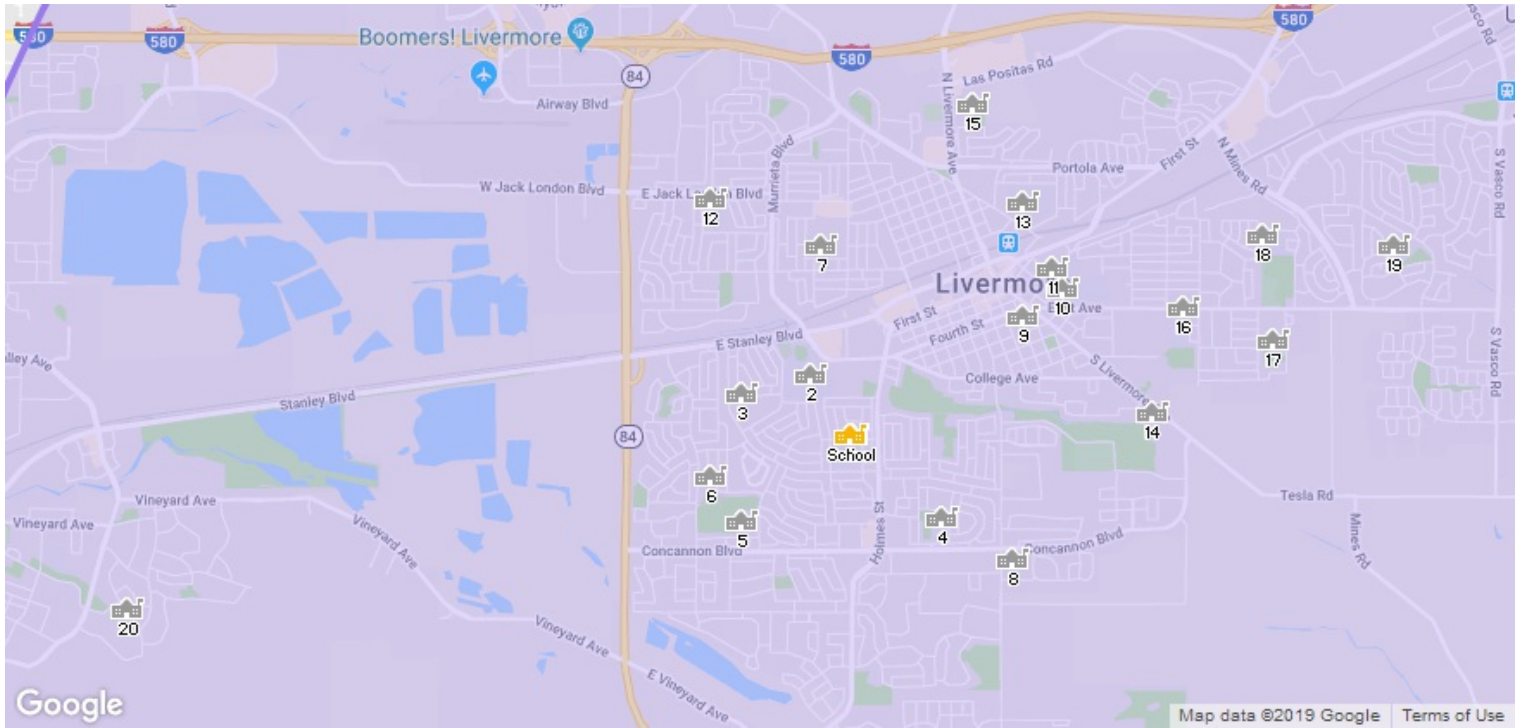 580
580
Boomers! Livermore
580
580
84
Las Positas Rd
N Livermore Ave
Airway Blvd
15
S Vasco Rd
Murrieta Blvd
Portola Ave
First St
N Mines Rd
W Jack London Blvd
E Jack London Blvd
12
13
7
18
19
11
10
Livermo
First St
Fourth St
9
16
E Stanley Blvd
17
S Vasco Rd
College Ave
S Livermore
2
3
Stanley Blvd
14
84
School
6
Vineyard Ave
Vineyard Ave
Vineyard Ave
Tesla Rd
Holmes St
Mines Rd
5
4
Concannon Blvd
Concannon Blvd
8
20
Vineyard Ave
E Vineyard Ave
Google
Map data ©2019 Google
Terms of Use